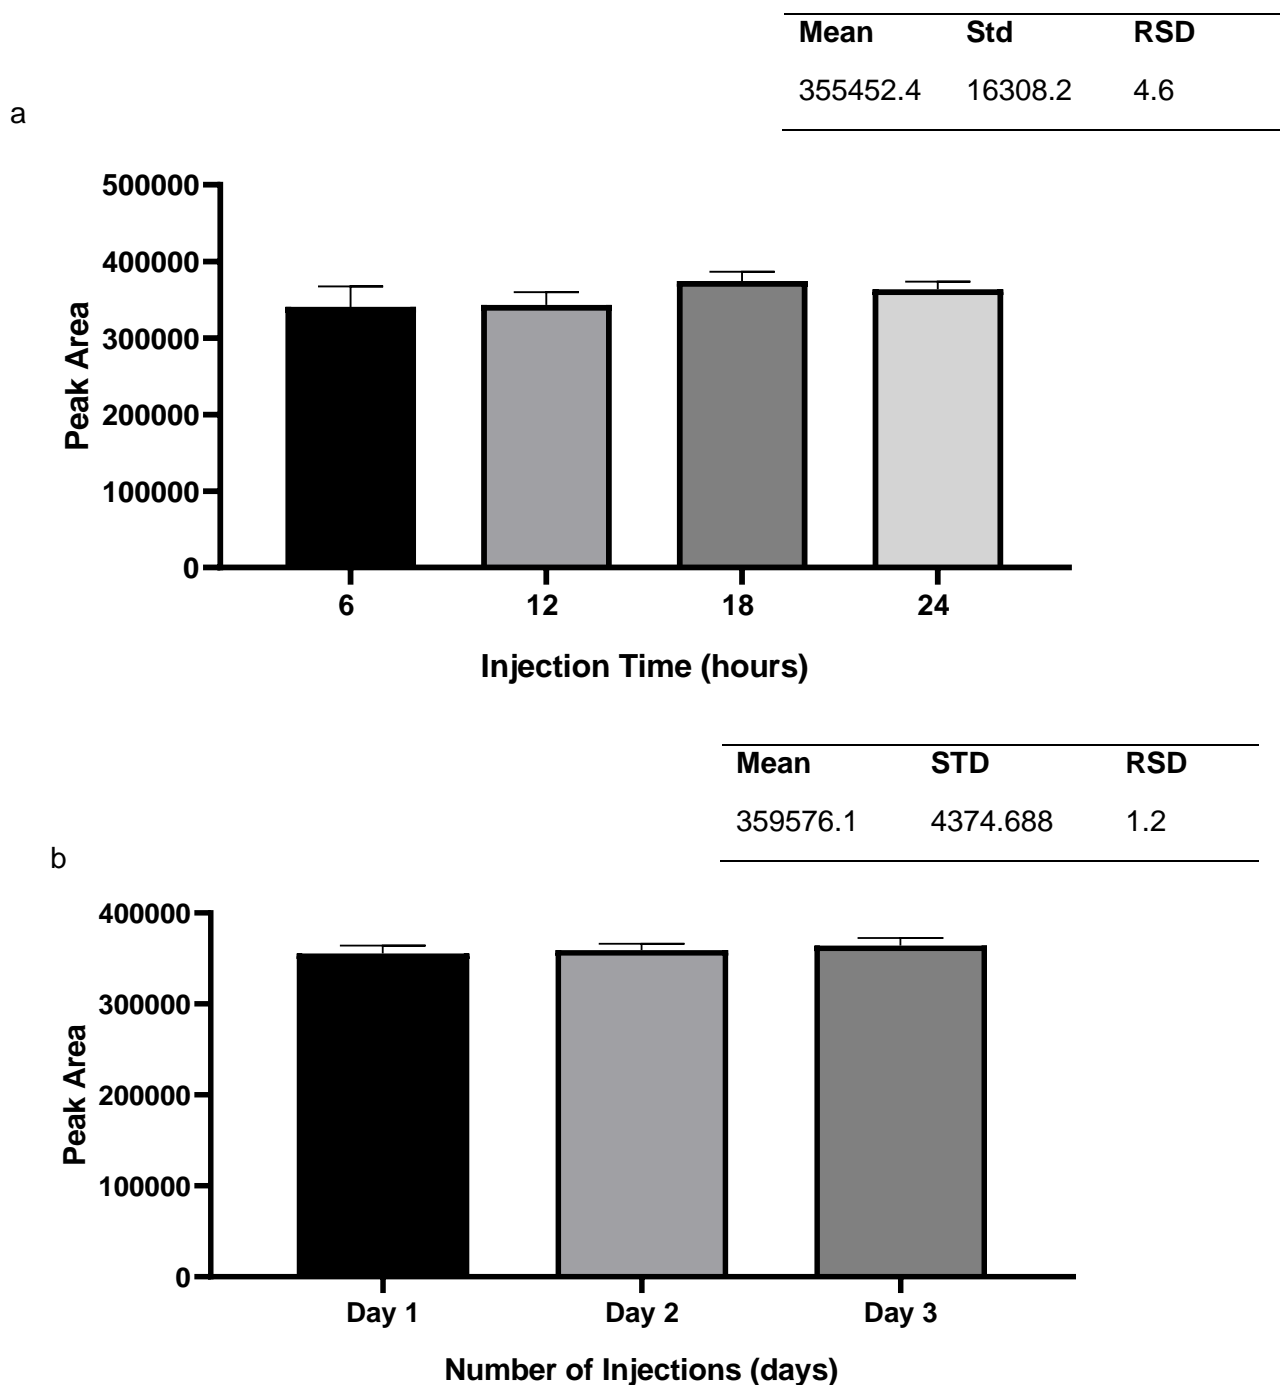 Mean Std RSD
355452.4 16308.2 4.6
a
500000
400000
300000
200000
100000
0
Peak Area
6 12 18 24
Injection Time (hours)
Mean STD RSD
359576.1 4374.688 1.2
b
400000
300000
200000
100000
0
Peak Area
Day 1 Day 2 Day 3
Number of Injections (days)